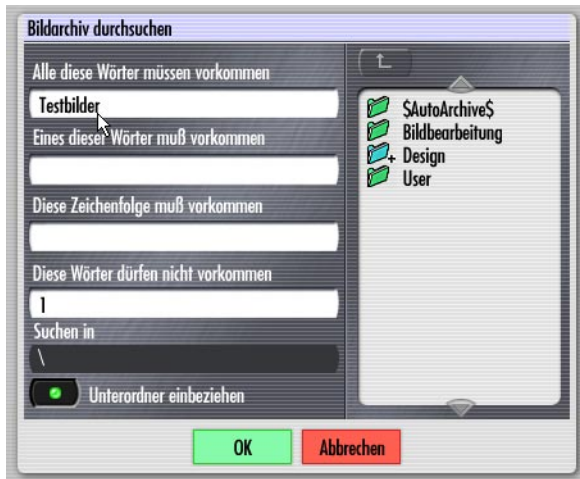 Bildarchiv durchsuchen
Alle diese Wörter müssen vorkommen
Testbilder
Eines dieser Wörter muß vorkommen
Diese Zeichenfolge muß vorkommen
Diese Wörter dürfen nicht vorkommen
1
Suchen in
\
Unterordner einbeziehen
$AutoArchive$
Bildbearbeitung
Design
User
OK
Abbrechen